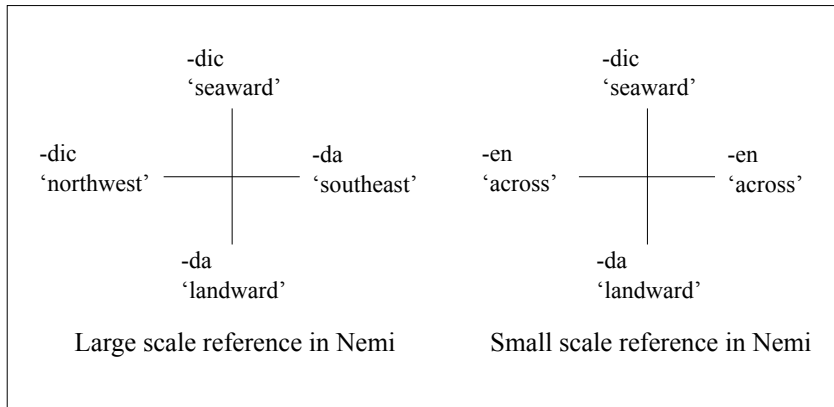 -dic
‘seaward’
-dic
‘northwest’
-da
‘southeast’
-da
‘landward’
Large scale reference in Nemi
-dic
‘seaward’
-en
‘across’
-en
‘across’
-da
‘landward’
Small scale reference in Nemi